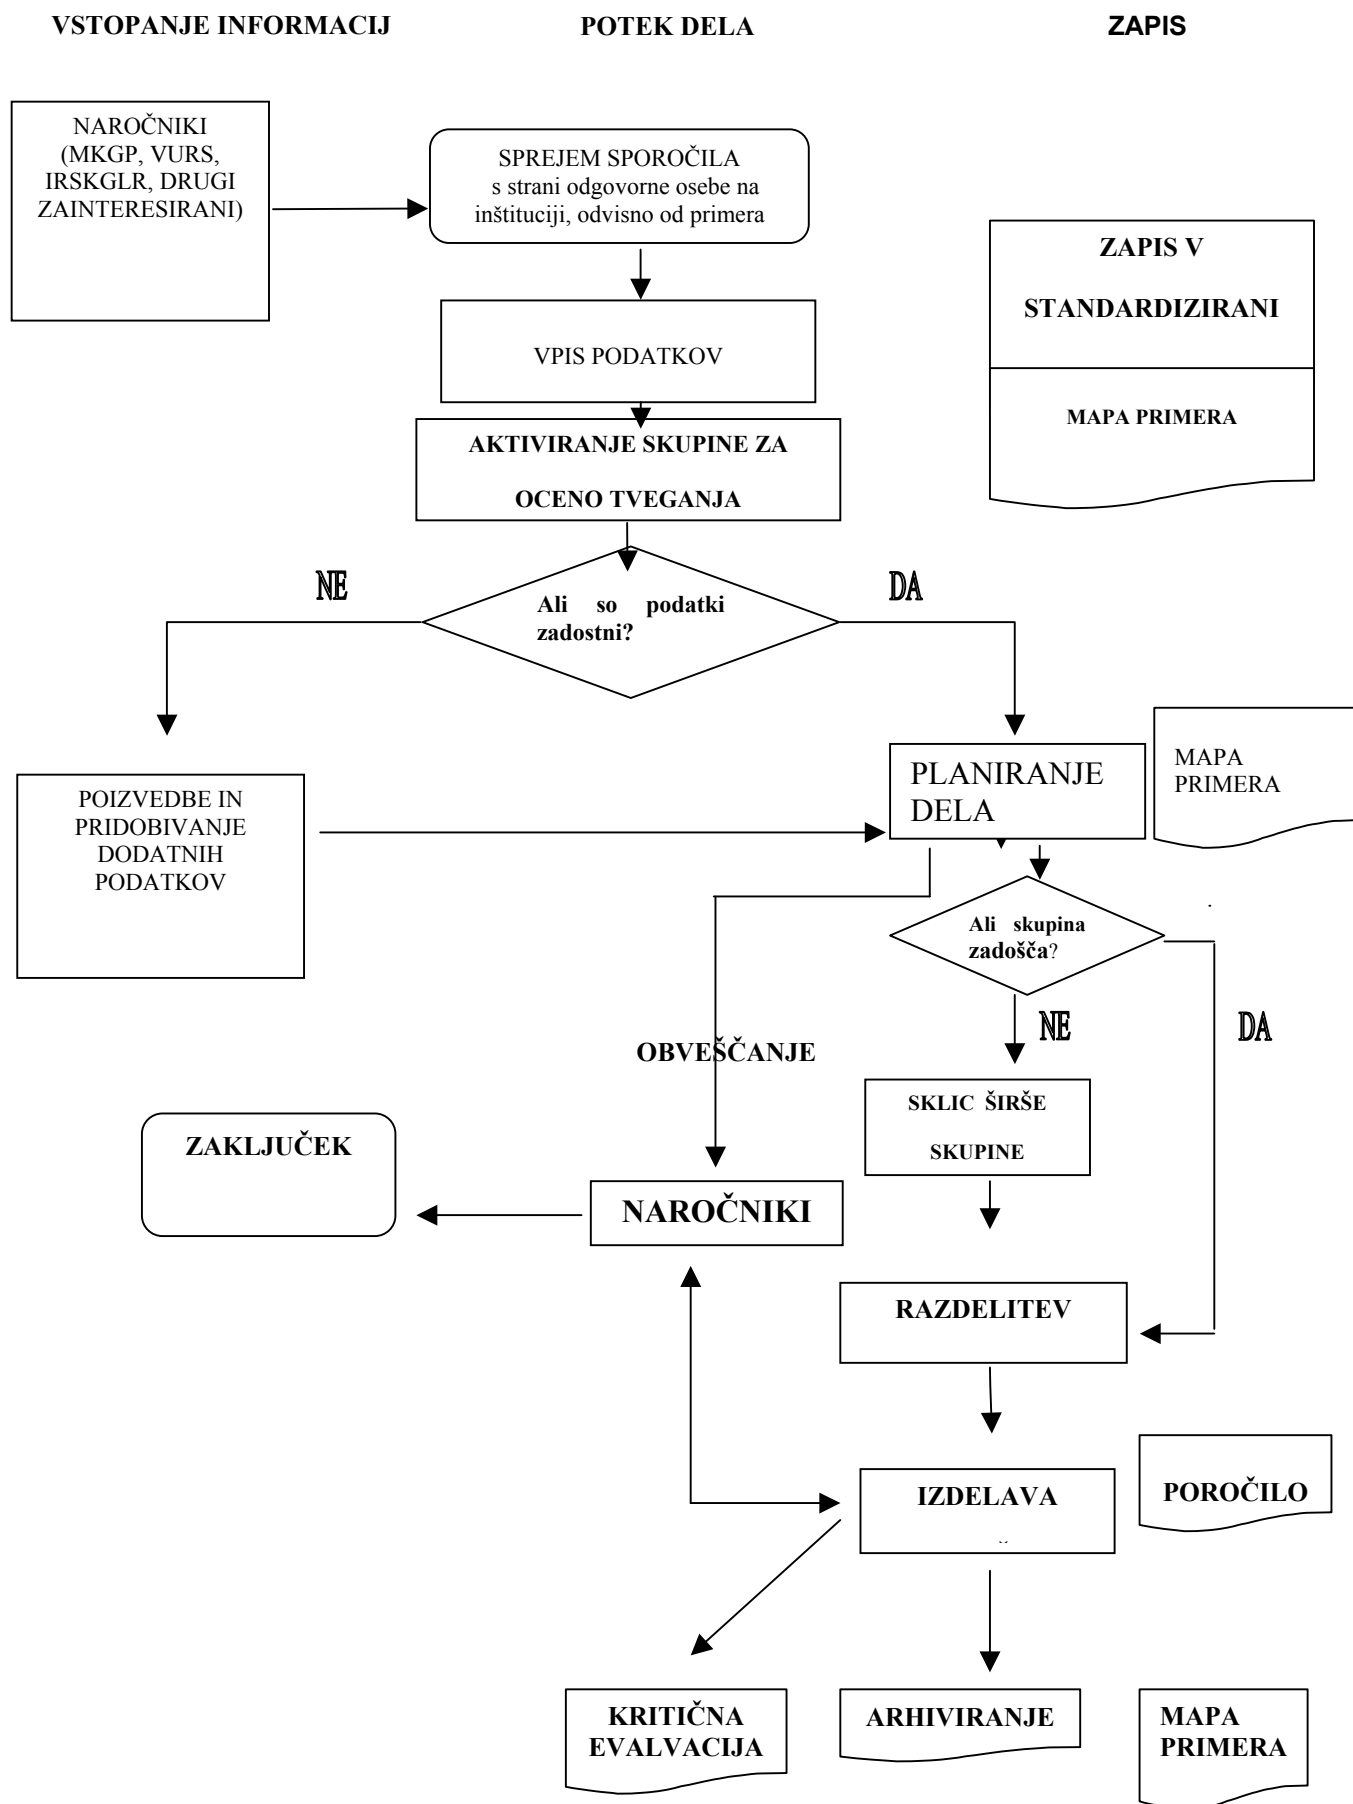 VSTOPANJE INFORMACIJ
POTEK DELA
ZAPIS
NAROČNIKI
(MKGP, VURS,
IRSKGLR, DRUGI
ZAINTERESIRANI)
SPREJEM SPOROČILA
s strani odgovorne osebe na
inštituciji, odvisno od primera
ZAPIS V
STANDARDIZIRANI
MAPA PRIMERA
VPIS PODATKOV
AKTIVIRANJE SKUPINE ZA
OCENO TVEGANJA
NE
DA
Ali so podatki
zadostni?
PLANIRANJE
DELA
MAPA
PRIMERA
POIZVEDBE IN
PRIDOBIVANJE
DODATNIH
PODATKOV
Ali skupina
zadošča?
NE
DA
OBVEŠČANJE
SKLIC ŠIRŠE
SKUPINE
ZAKLJUČEK
NAROČNIKI
RAZDELITEV
IZDELAVA
POROČILO
KRITIČNA
EVALVACIJA
ARHIVIRANJE
MAPA
PRIMERA